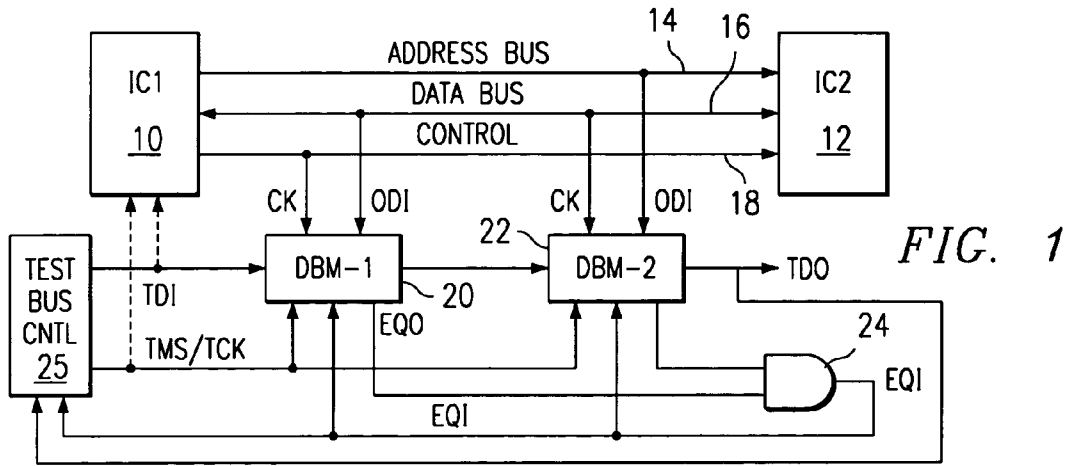 ADDRESS BUS
14
16
IC1
10
DATA BUS
IC2
12
CONTROL
18
CK
ODI
CK
ODI
22
TEST
BUS
CNTL
25
TDI
DBM-1
20
DBM-2
TDO
FIG. 1
EQO
TMS/TCK
24
EQI
EQI